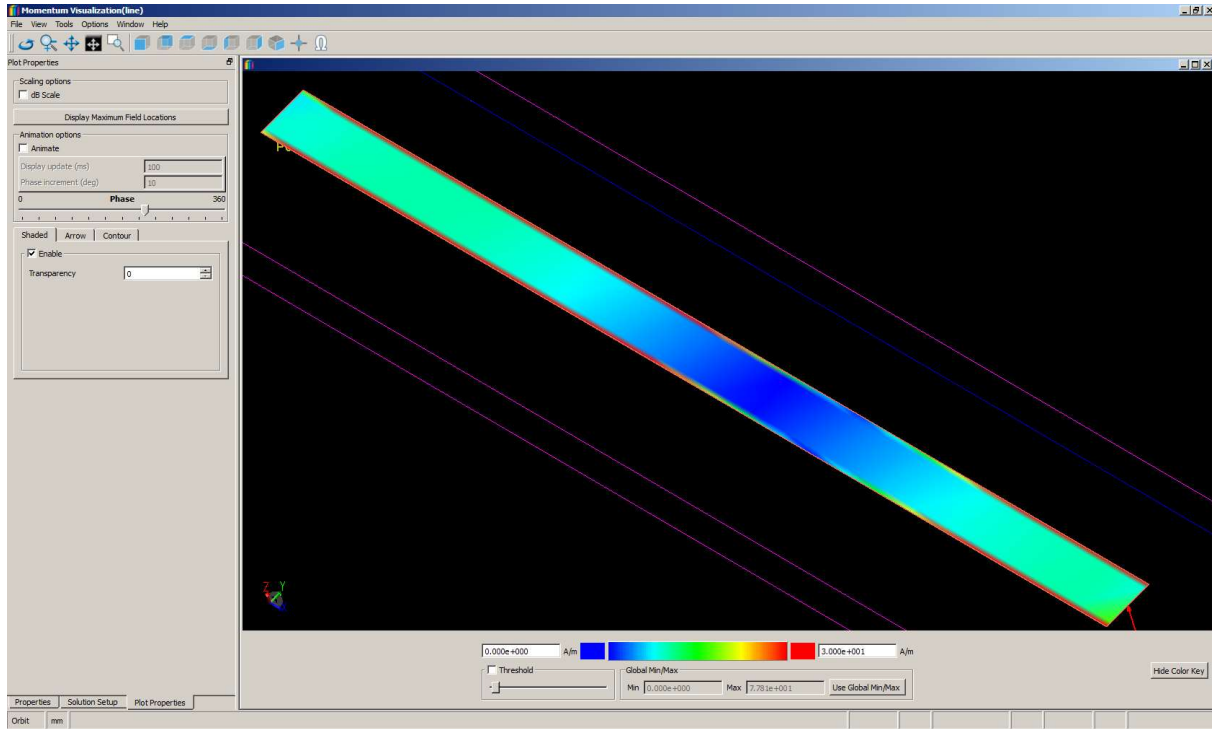 Momentum Visualization(line)
File View Tools Options Window Help
Plot Properties
Scaling options
dB Scale
Display Maximum Field Locations
Animation options
Animate
Display update (ms) 100
Phase increment (deg) 10
0 Phase 360
Shaded Arrow Contour
Enable
Transparency 0
Z Y
0.000e+000 A/m 3.000e+001 A/m
Threshold Global Min/Max
Min 0.000e+000 Max 7.781e+001 Use Global Min/Max
Hide Color Key
Properties Solution Setup Plot Properties
Orbit mm